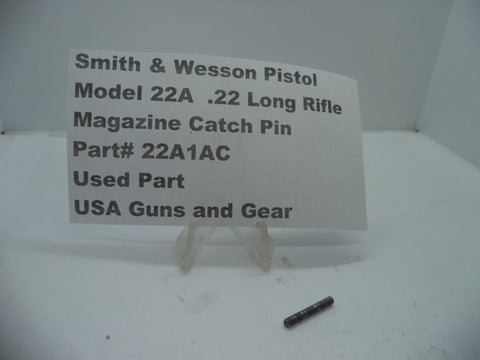 Smith & Wesson Pistol
Model 22A .22 Long Rifle
Magazine Catch Pin
Part# 22A1AC
Used Part
USA Guns and Gear